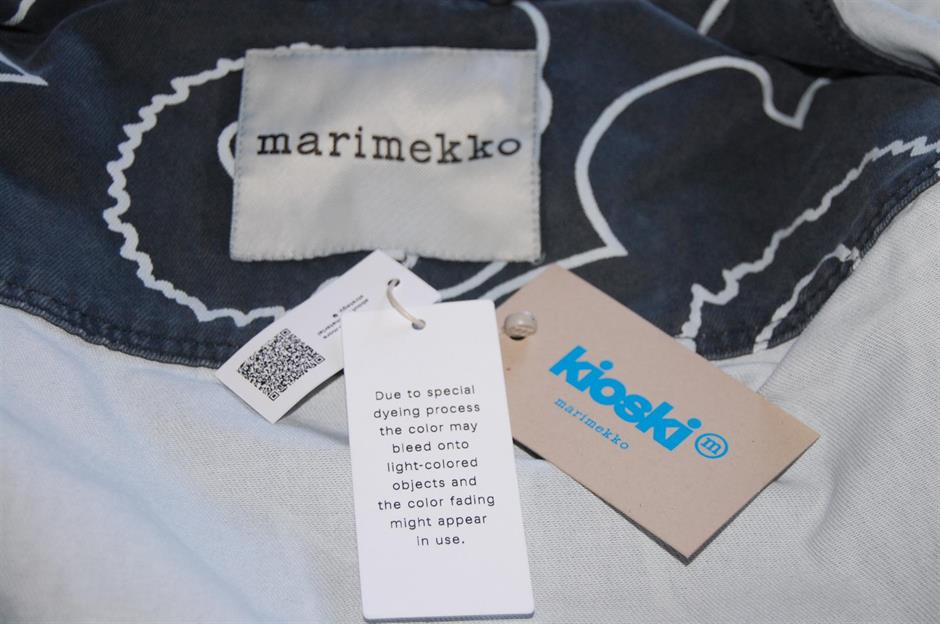 marimekko
Due to special
dyeing process
the color may
bleed onto
light-colored
objects and
the color fading
might appear
in use.
kioski m
marimekko